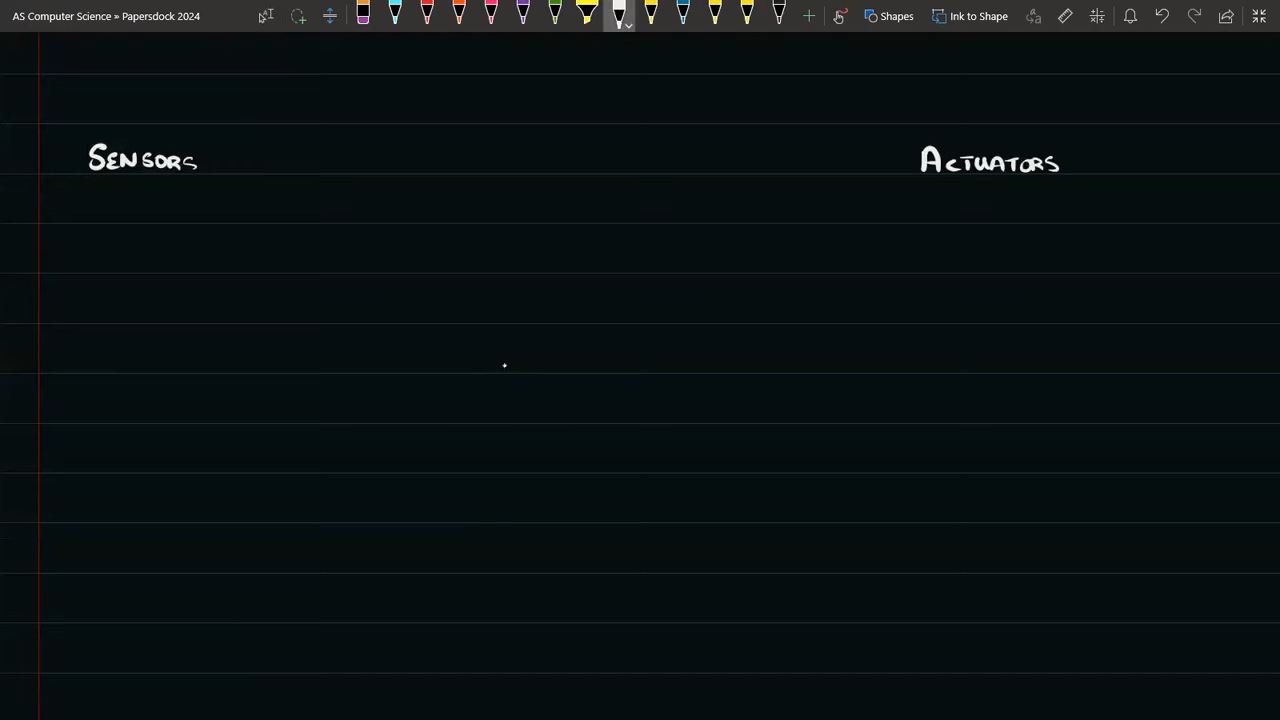 AS Computer Science » Papersdock 2024
Shapes
Ink to Shape
SENSORS
ACTUATORS